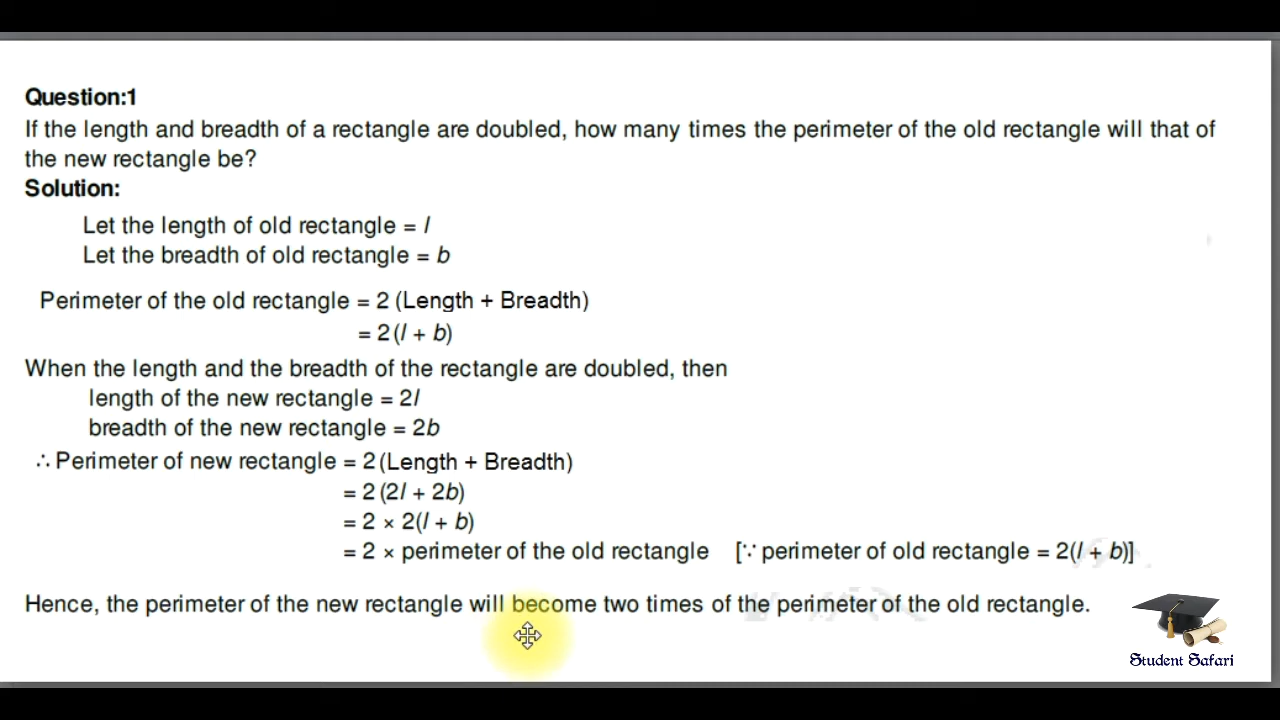 Question:1
If the length and breadth of a rectangle are doubled, how many times the perimeter of the old rectangle will that of
the new rectangle be?
Solution:
Let the length of old rectangle = l
Let the breadth of old rectangle = b
Perimeter of the old rectangle = 2 (Length + Breadth)
= 2(l + b)
When the length and the breadth of the rectangle are doubled, then
length of the new rectangle = 2l
breadth of the new rectangle = 2b
∴ Perimeter of new rectangle = 2 (Length + Breadth)
= 2 (2l + 2b)
= 2 × 2(l + b)
= 2 × perimeter of the old rectangle [∵ perimeter of old rectangle = 2(l + b)]
Hence, the perimeter of the new rectangle will become two times of the perimeter of the old rectangle.
Student Safari